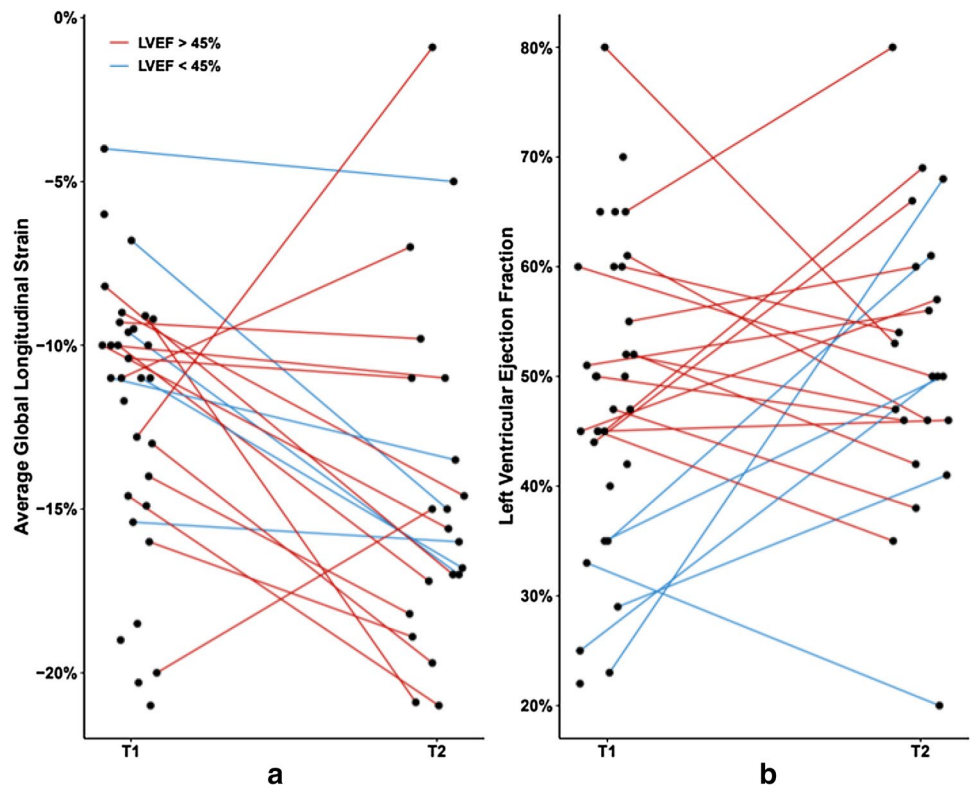 0%
−5%
−10%
−15%
−20%
Average Global Longitudinal Strain
LVEF > 45%
LVEF < 45%
T1
T2
a
80%
70%
60%
50%
40%
30%
20%
Left Ventricular Ejection Fraction
T1
T2
b